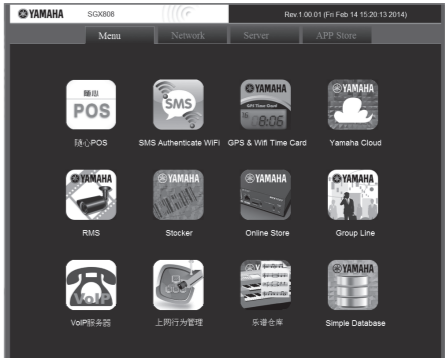 YAMAHA SGX808 Rev.1.00.01 (Fri Feb 14 15:20:13 2014)
Menu Network Server APP Store
随心
POS
SMS
YAMAHA
GPS Time Card
8:06
YAMAHA
随心POS SMS Authenticate WiFi GPS & Wifi Time Card Yamaha Cloud
YAMAHA YAMAHA YAMAHA YAMAHA
RMS Stocker Online Store Group Line
VoIP
YAMAHA
VoIP服务器 上网行为管理 乐谱仓库 Simple Database